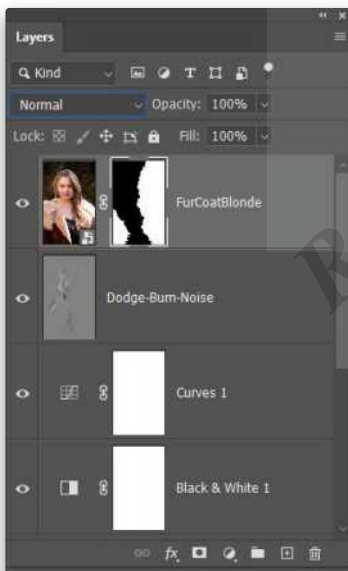 Layers
Kind
Normal Opacity: 100%
Lock: Fill: 100%
FurCoatBlonde
Dodge-Burn-Noise
Curves 1
Black & White 1
fx